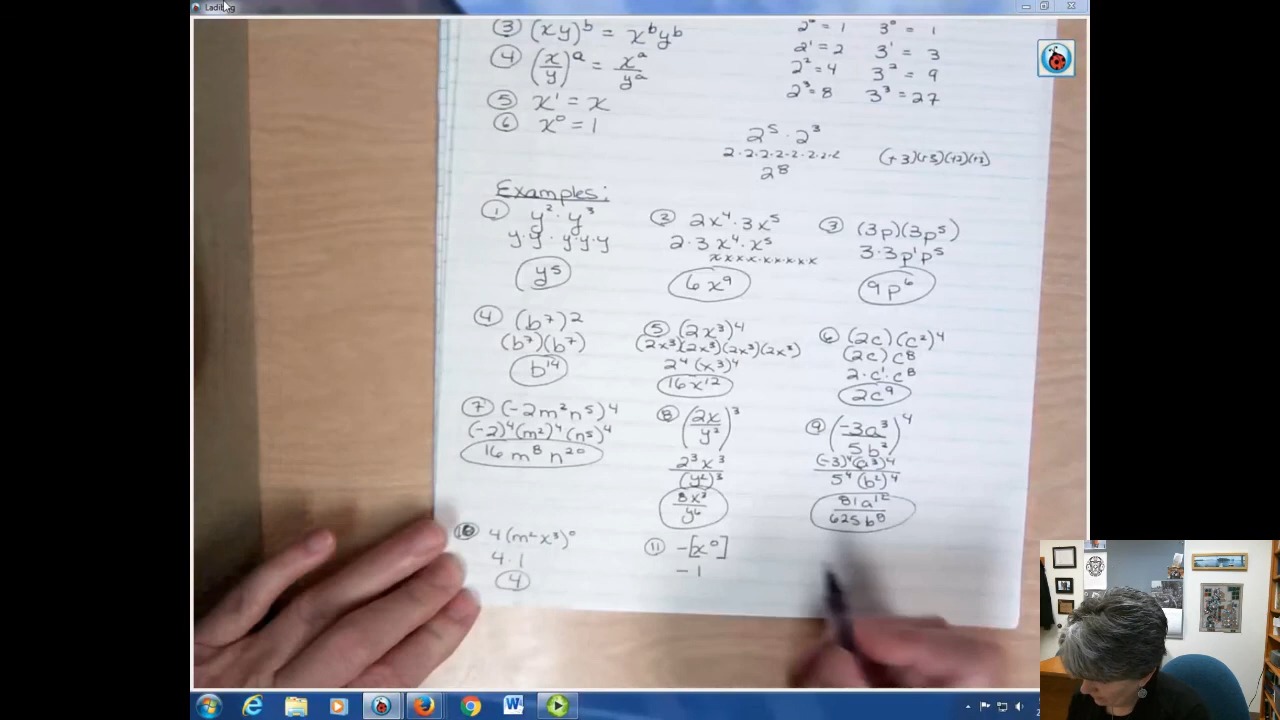 Ladibug
③ (xy)ᵇ = xᵇyᵇ
2⁰ = 1 3⁰ = 1
④ (x/y)ᵃ = xᵃ/yᵃ
2¹ = 2 3¹ = 3
2² = 4 3² = 9
⑤ x¹ = x
2³ = 8 3³ = 27
⑥ x⁰ = 1
2⁵ · 2³
2·2·2·2·2·2·2·2
2⁸
Examples:
① y² · y³
y·y · y·y·y
y⁵
② 2x⁴ · 3x⁵
2·3 x⁴·x⁵
x x x x · x x x x x
6x⁹
③ (3p)(3p⁵)
3·3p¹p⁵
9p⁶
④ (b⁷)2
(b⁷)(b⁷)
b¹⁴
⑤ (2x³)⁴
(2x³)(2x³)(2x³)(2x³)
2⁴(x³)⁴
16x¹²
⑥ (2c)(c²)⁴
(2c)c⁸
2·c¹·c⁸
2c⁹
⑦ (-2m²n⁵)⁴
(-2)⁴(m²)⁴(n⁵)⁴
16m⁸n²⁰
⑧ (2x/y²)³
2³x³/(y²)³
8x³/y⁶
⑨ (-3a³/5b²)⁴
(-3)⁴(a³)⁴/5⁴(b²)⁴
81a¹²/625b⁸
⑩ 4(m²x³)⁰
4·1
4
⑪ -[x⁰]
-1